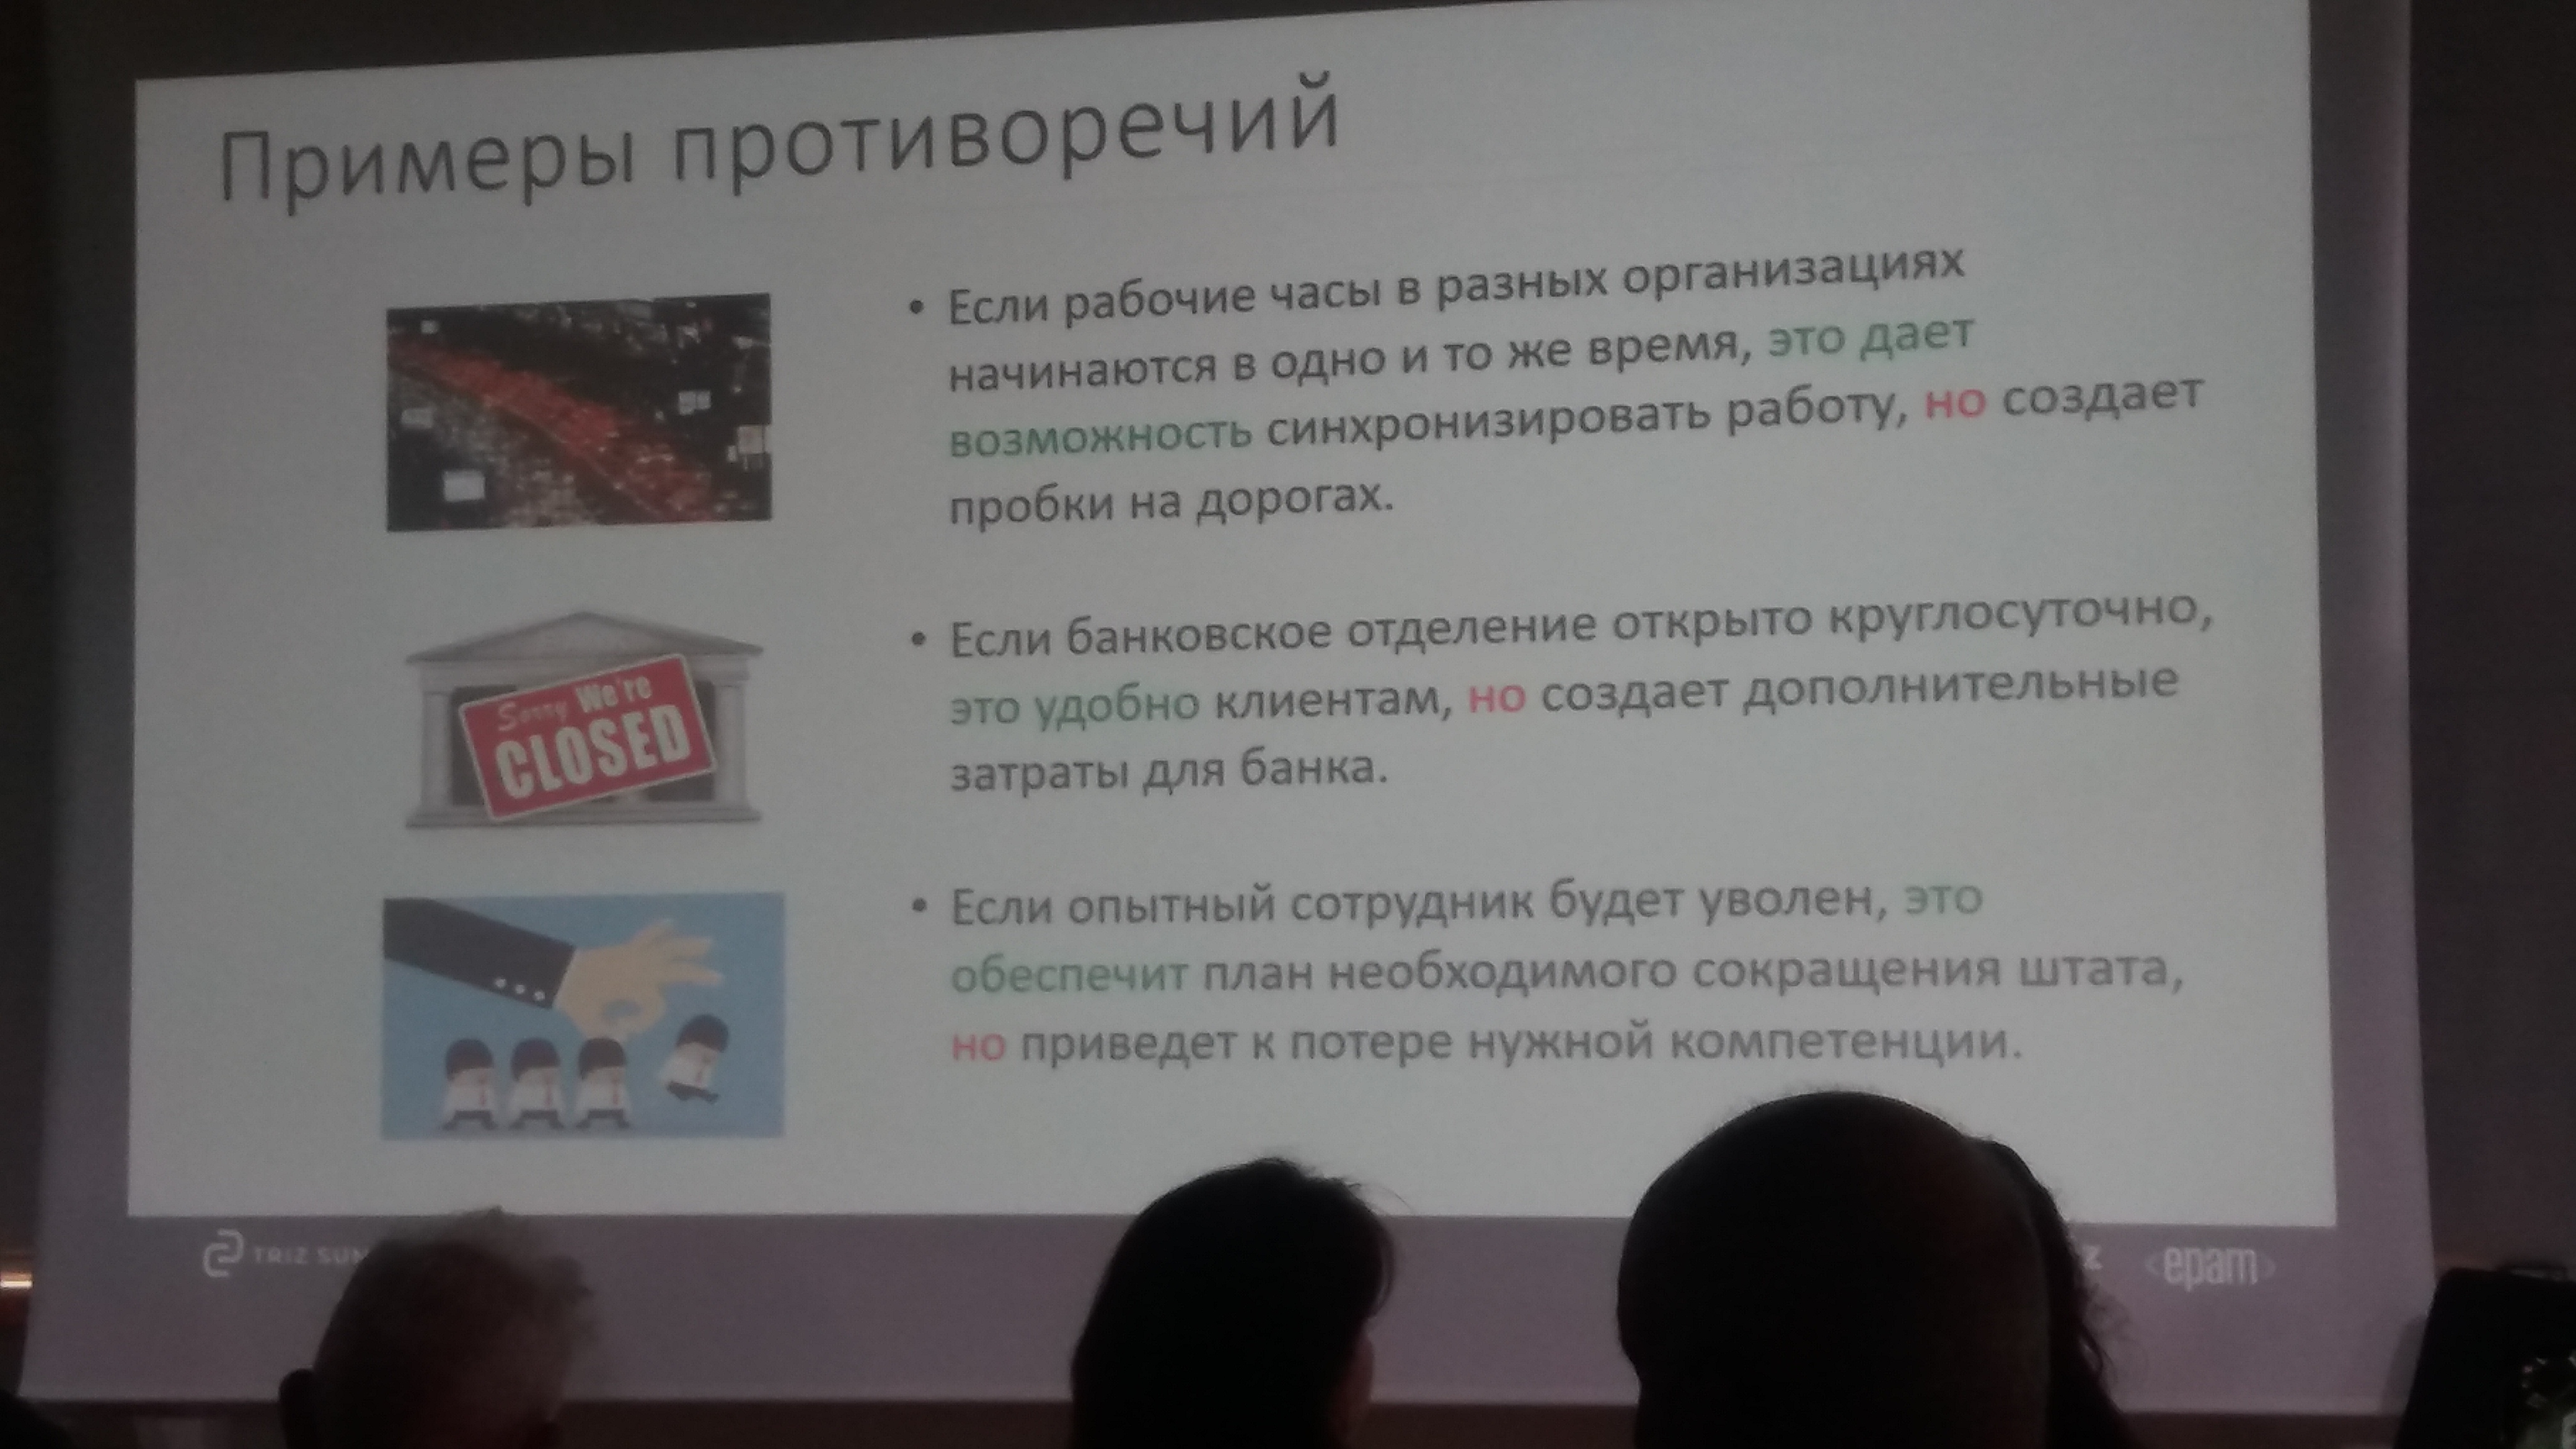 Примеры противоречий
• Если рабочие часы в разных организациях
начинаются в одно и то же время, это дает
возможность синхронизировать работу, но создает
пробки на дорогах.
Sorry We're
CLOSED
• Если банковское отделение открыто круглосуточно,
это удобно клиентам, но создает дополнительные
затраты для банка.
• Если опытный сотрудник будет уволен, это
обеспечит план необходимого сокращения штата,
но приведет к потере нужной компетенции.
TRIZ
<epam>